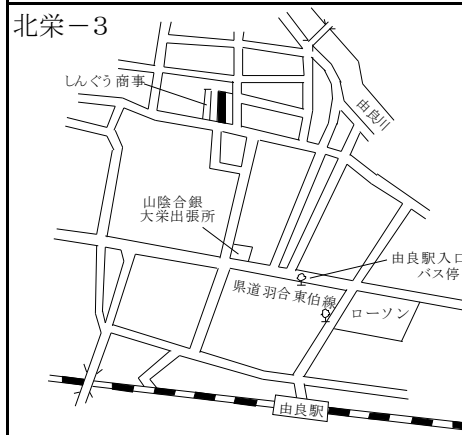 北栄－3
しんぐう商事
由良川
山陰合銀
大栄出張所
由良駅入口
バス停
県道羽合東伯線
ローソン
由良駅